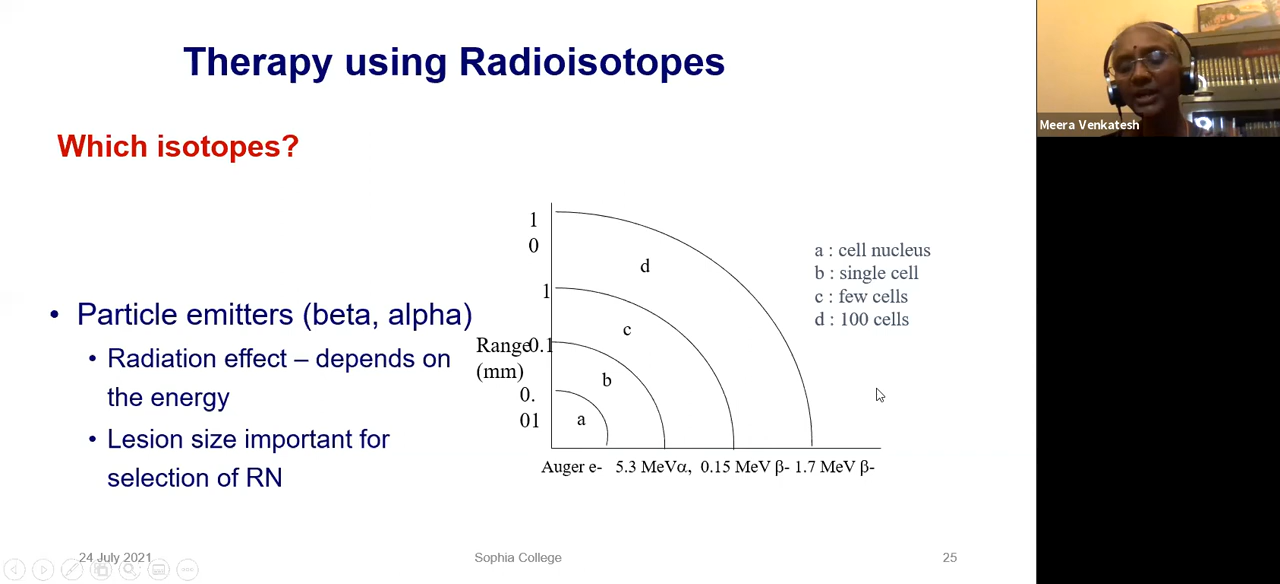 Therapy using Radioisotopes
Which isotopes?
• Particle emitters (beta, alpha)
• Radiation effect – depends on
the energy
• Lesion size important for
selection of RN
1
0
1
Range0.1
(mm)
0.
01
d
c
b
a
Auger e- 5.3 MeVα, 0.15 MeV β- 1.7 MeV β-
a : cell nucleus
b : single cell
c : few cells
d : 100 cells
24 July 2021
Sophia College
25
Meera Venkatesh